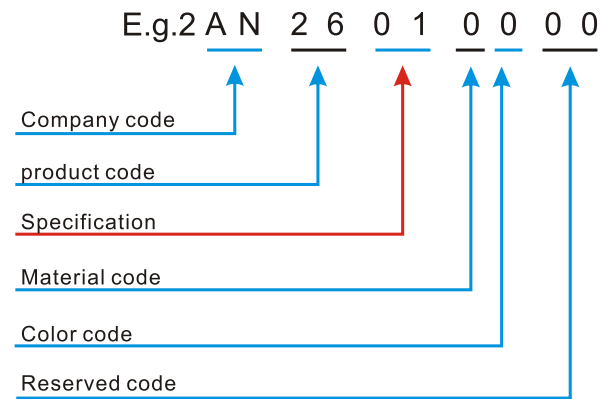 E.g.2 A N 2 6 0 1 0 0 0 0
Company code
product code
Specification
Material code
Color code
Reserved code